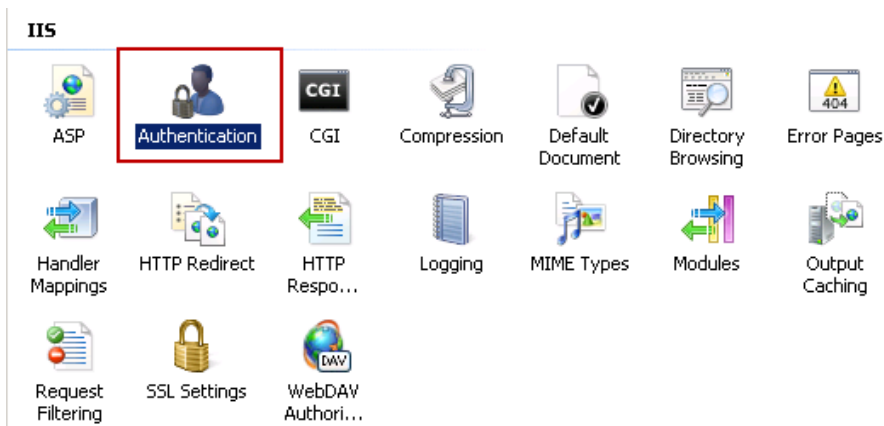 IIS
CGI
404
ASP
Authentication
CGI
Compression
Default
Document
Directory
Browsing
Error Pages
Handler
Mappings
HTTP Redirect
HTTP
Respo...
Logging
MIME Types
Modules
Output
Caching
DAV
Request
Filtering
SSL Settings
WebDAV
Authori...